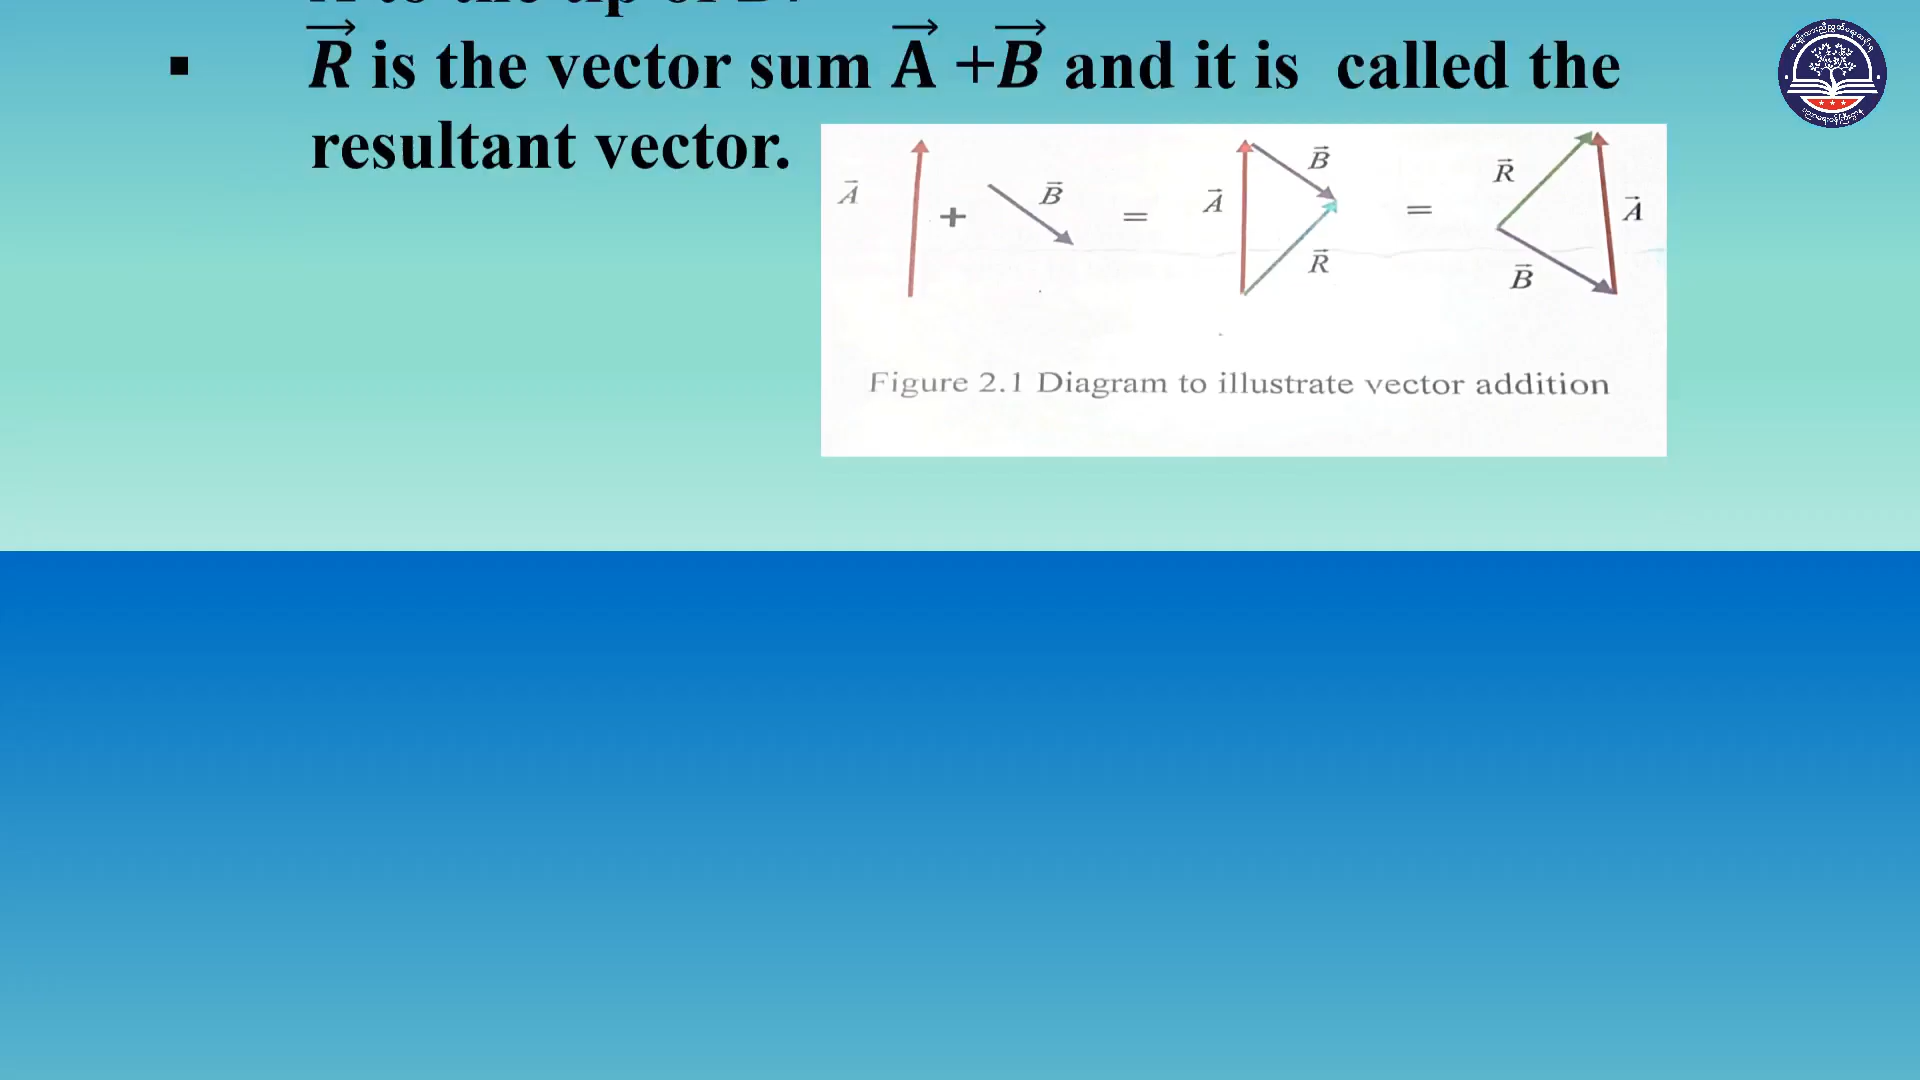 ▪ R⃗ is the vector sum A⃗ +B⃗ and it is called the
resultant vector.
A⃗ + B⃗ = A⃗ B⃗ R⃗ = R⃗ A⃗ B⃗
Figure 2.1 Diagram to illustrate vector addition